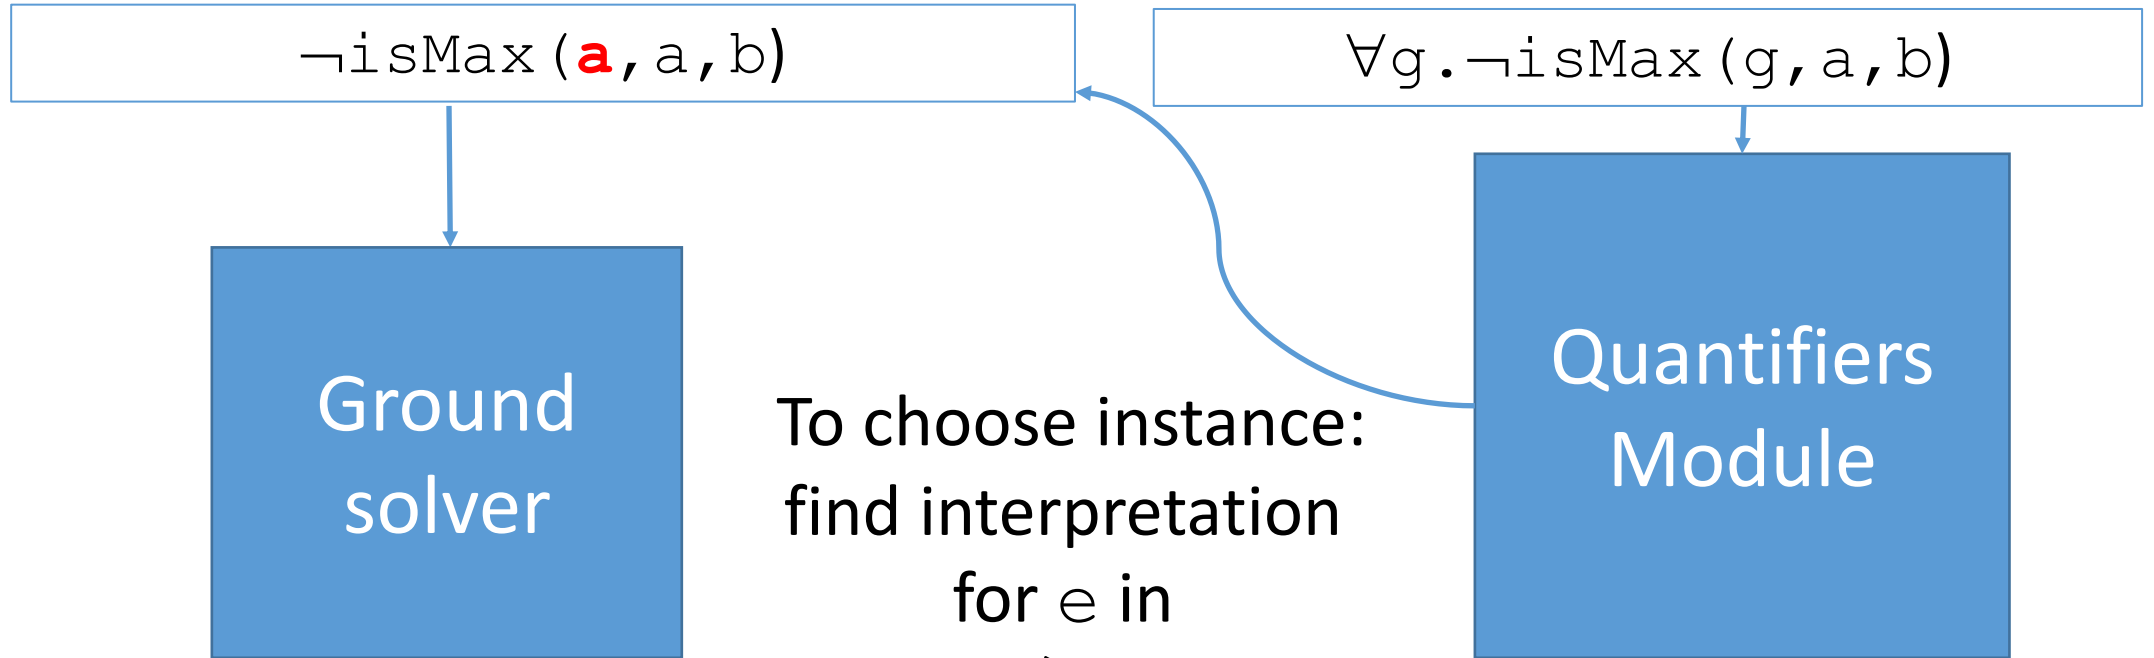 ¬isMax(a,a,b)
∀g.¬isMax(g,a,b)
Ground
solver
To choose instance:
find interpretation
for e in
Quantifiers
Module